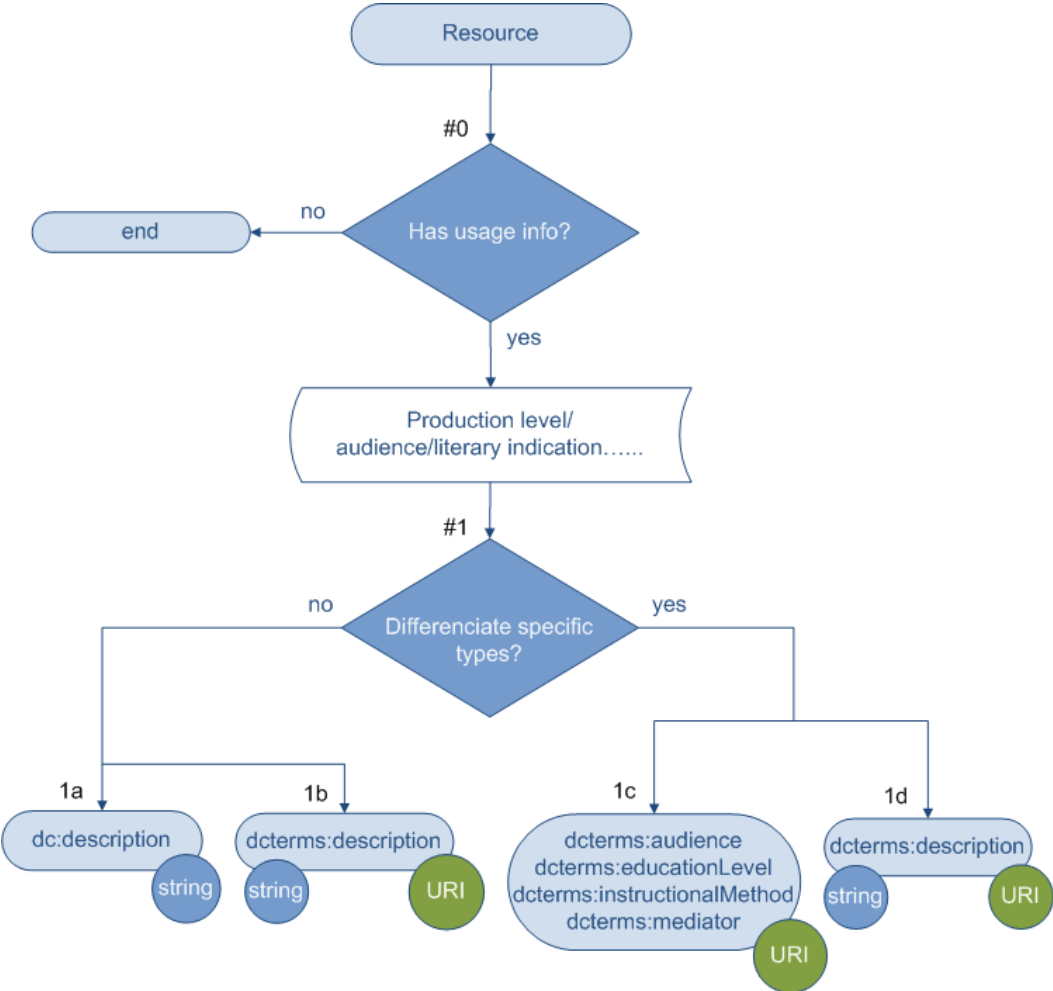 Resource
#0
Has usage info?
no
end
yes
Production level/
audience/literary indication…...
#1
Differenciate specific
types?
no
yes
1a
dc:description
string
1b
dcterms:description
string
URI
1c
dcterms:audience
dcterms:educationLevel
dcterms:instructionalMethod
dcterms:mediator
URI
1d
dcterms:description
string
URI